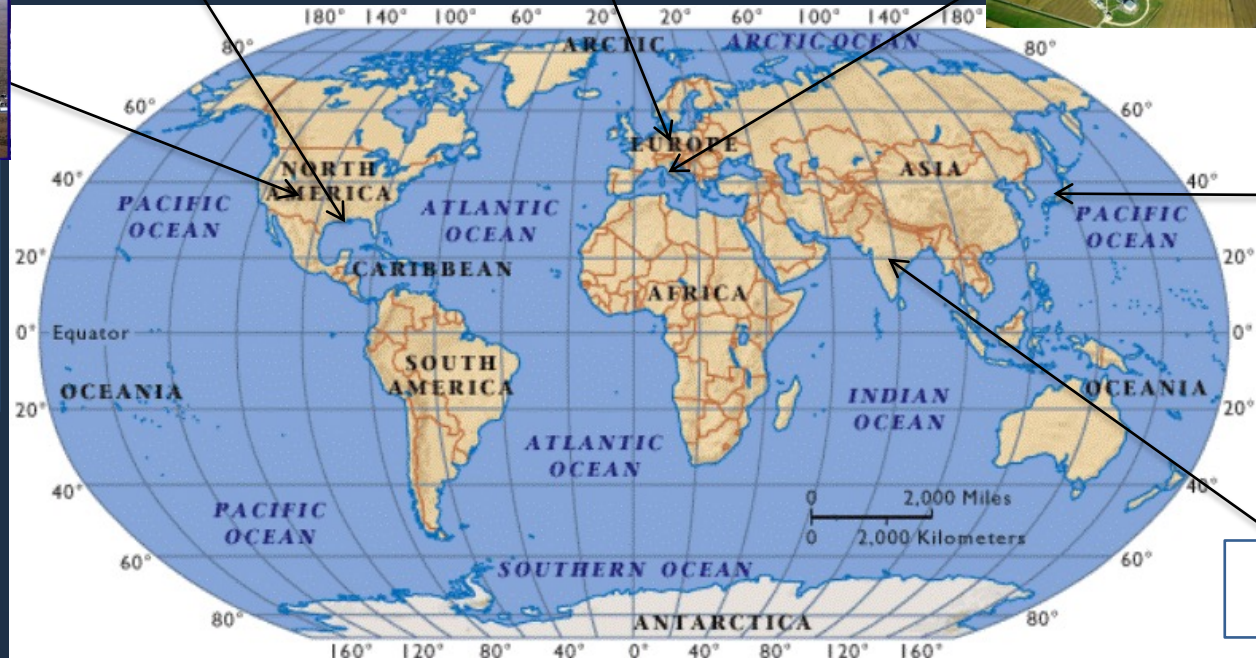 180° 140° 100° 60° 20° 20° 60° 100° 140° 180°
ARCTIC
ARCTIC OCEAN
80°
80°
60°
60°
EUROPE
NORTH
AMERICA
ASIA
40°
40°
PACIFIC
OCEAN
ATLANTIC
OCEAN
PACIFIC
OCEAN
20°
20°
CARIBBEAN
AFRICA
0°
Equator
0°
SOUTH
AMERICA
OCEANIA
OCEANIA
20°
20°
INDIAN
OCEAN
ATLANTIC
OCEAN
40°
40°
0 2,000 Miles
0 2,000 Kilometers
PACIFIC
OCEAN
60°
60°
SOUTHERN OCEAN
80°
80°
ANTARCTICA
160° 120° 80° 40° 0° 40° 80° 120° 160°